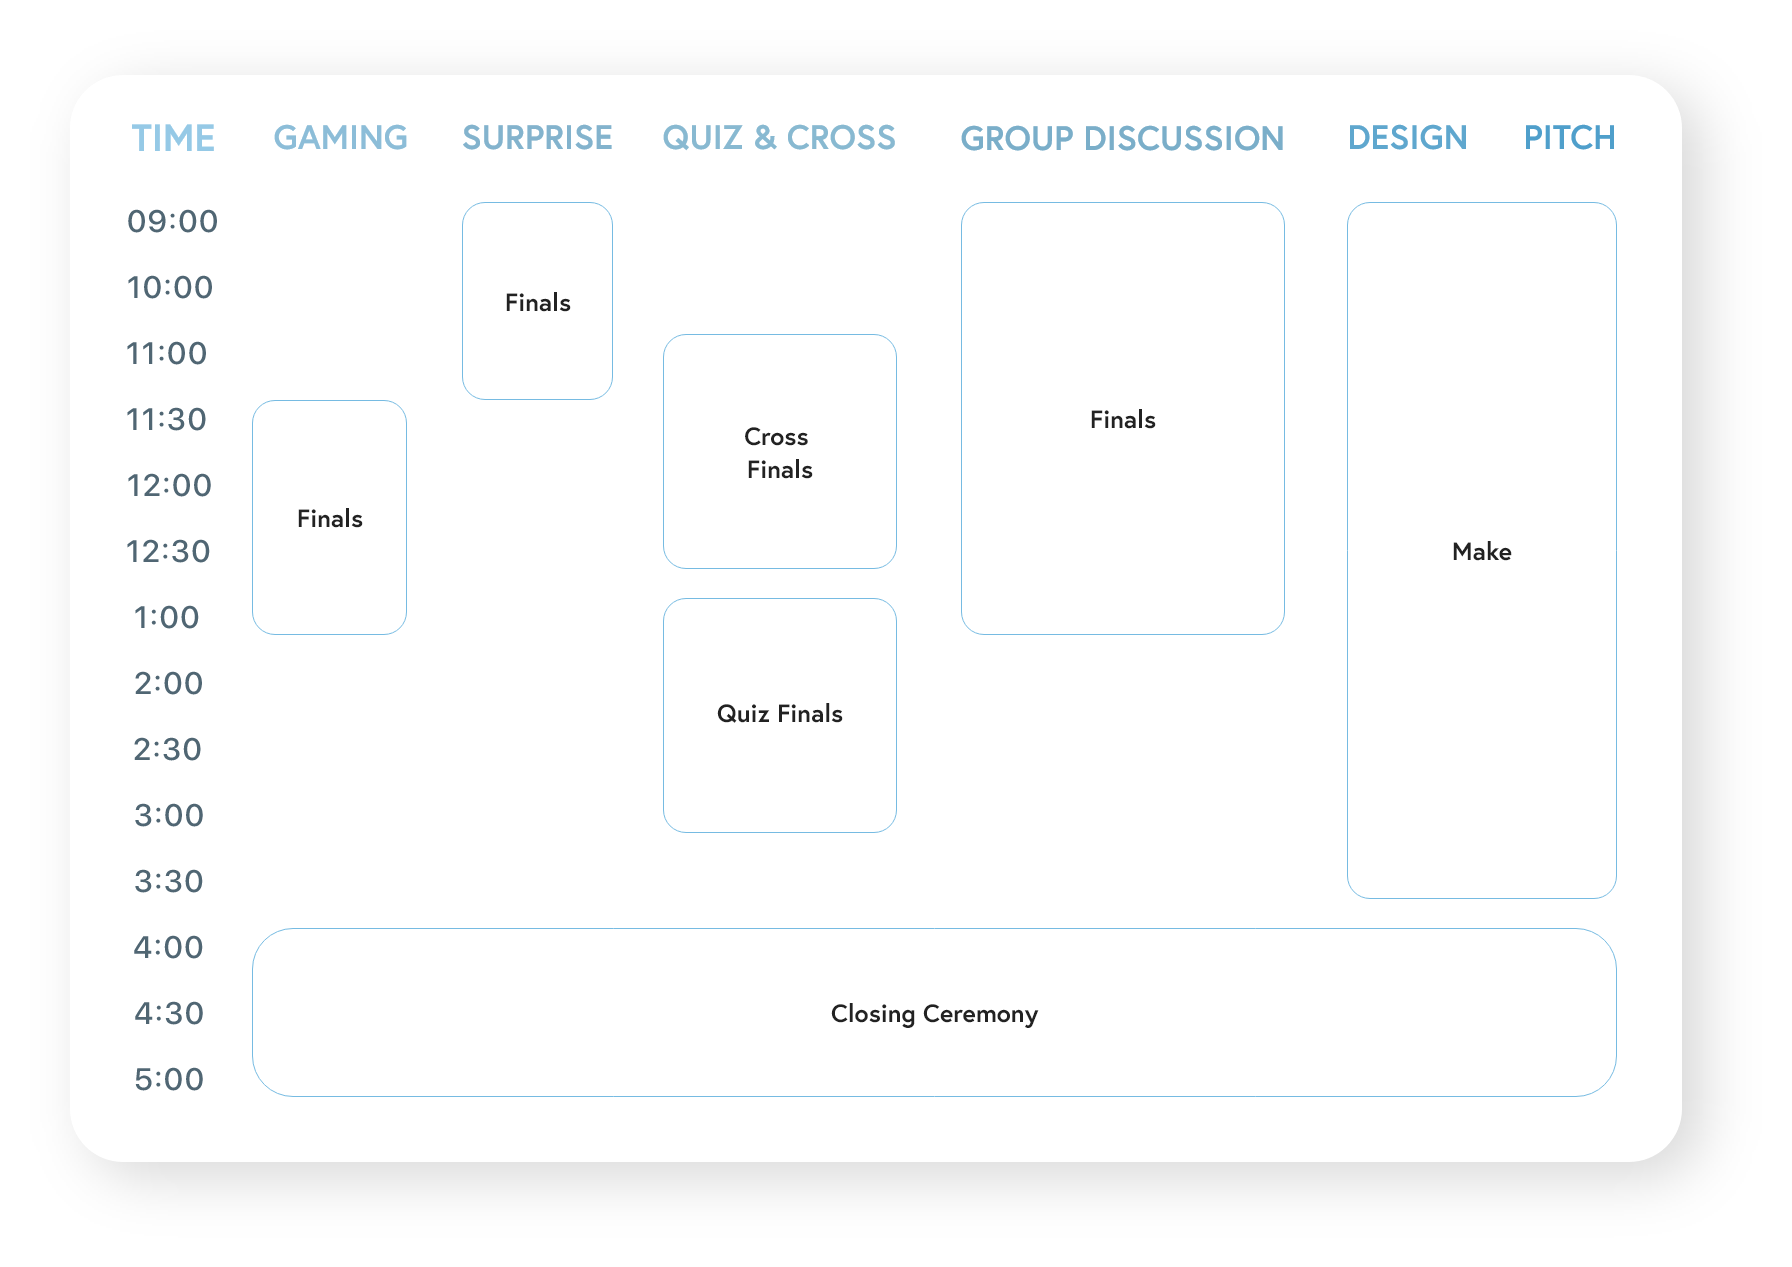 TIME GAMING SURPRISE QUIZ & CROSS GROUP DISCUSSION DESIGN PITCH
09:00
10:00
Finals
11:00
11:30
Finals
Cross
Finals
12:00
Finals
12:30
Make
1:00
2:00
Quiz Finals
2:30
3:00
3:30
4:00
4:30
Closing Ceremony
5:00